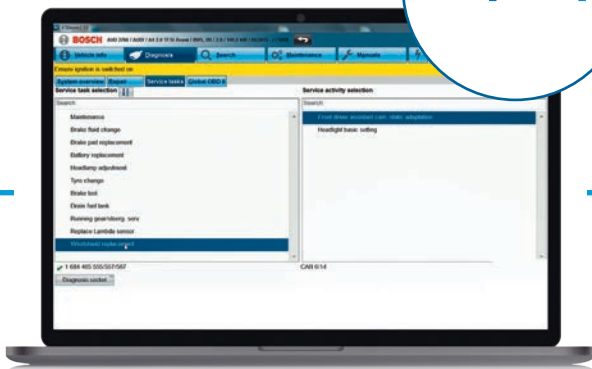 BOSCH
Vehicle info Diagnosis Search Maintenance Manuals
Ensure ignition is switched on
System overview Expert Service tasks Global OBD II
Service task selection Service activity selection
Search Search
Maintenance Front driver assistant cam. static adaptation
Brake fluid change Headlight basic setting
Brake pad replacement
Battery replacement
Headlamp adjustment
Tyre change
Brake test
Drain fuel tank
Running gear/steerg. serv
Replace Lambda sensor
Windshield replacement
1 684 465 555/557/567 CAB 6/14
Diagnosis socket